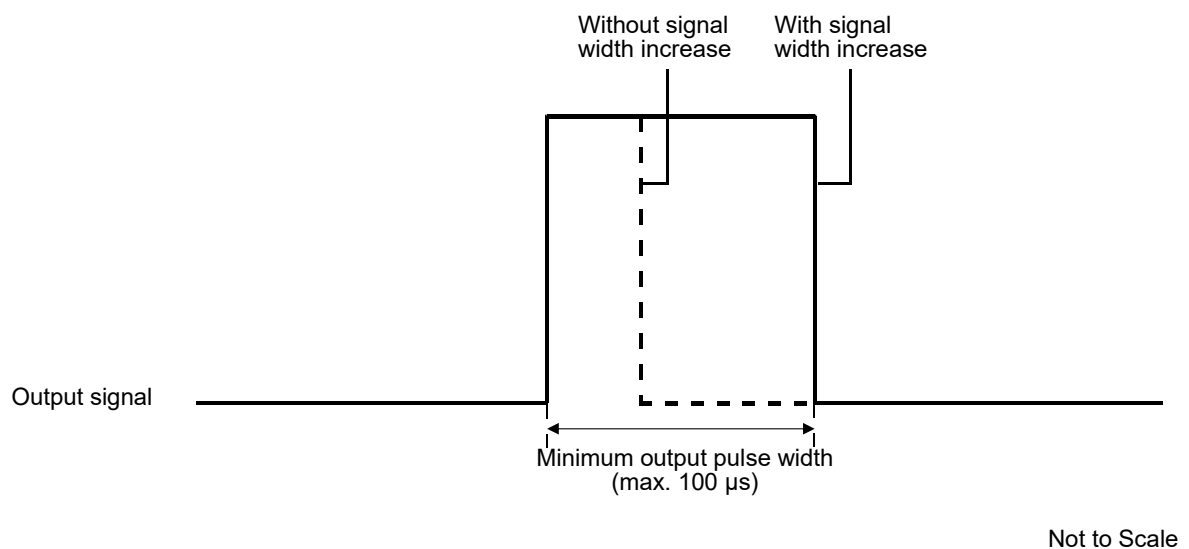 Without signal
width increase
With signal
width increase
Output signal
Minimum output pulse width
(max. 100 µs)
Not to Scale